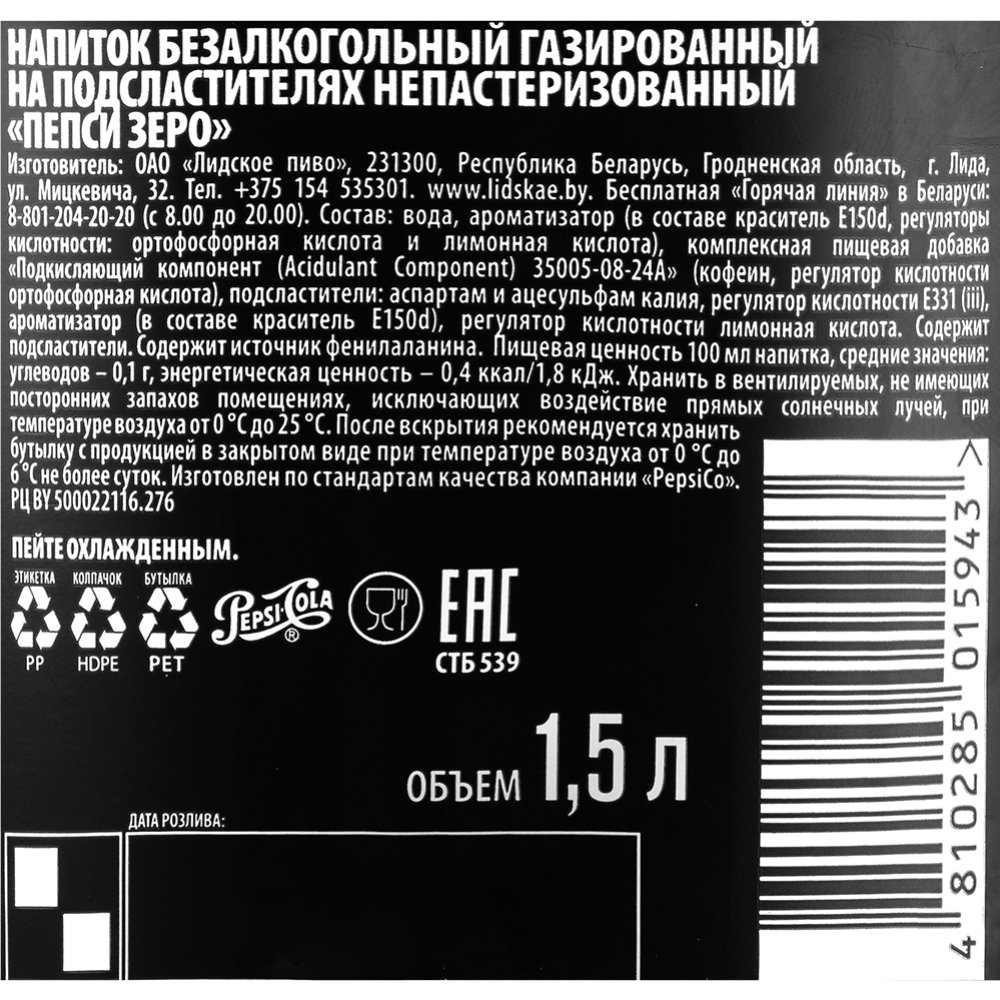 НАПИТОК БЕЗАЛКОГОЛЬНЫЙ ГАЗИРОВАННЫЙ
НА ПОДСЛАСТИТЕЛЯХ НЕПАСТЕРИЗОВАННЫЙ
«ПЕПСИ ЗЕРО»
Изготовитель: ОАО «Лидское пиво», 231300, Республика Беларусь, Гродненская область, г. Лида,
ул. Мицкевича, 32. Тел. +375 154 535301. www.lidskae.by. Бесплатная «Горячая линия» в Беларуси:
8-801-204-20-20 (с 8.00 до 20.00). Состав: вода, ароматизатор (в составе краситель Е150d, регуляторы
кислотности: ортофосфорная кислота и лимонная кислота), комплексная пищевая добавка
«Подкисляющий компонент (Acidulant Component) 35005-08-24A» (кофеин, регулятор кислотности
ортофосфорная кислота), подсластители: аспартам и ацесульфам калия, регулятор кислотности Е331 (iii),
ароматизатор (в составе краситель Е150d), регулятор кислотности лимонная кислота. Содержит
подсластители. Содержит источник фенилаланина. Пищевая ценность 100 мл напитка, средние значения:
углеводов – 0,1 г, энергетическая ценность – 0,4 ккал/1,8 кДж. Хранить в вентилируемых, не имеющих
посторонних запахов помещениях, исключающих воздействие прямых солнечных лучей, при
температуре воздуха от 0 °С до 25 °С. После вскрытия рекомендуется хранить
бутылку с продукцией в закрытом виде при температуре воздуха от 0 °С до
6 °С не более суток. Изготовлен по стандартам качества компании «PepsiCo».
РЦ BY 500022116.276
ПЕЙТЕ ОХЛАЖДЕННЫМ.
ЭТИКЕТКА КОЛПАЧОК БУТЫЛКА
PP HDPE PET
PEPSI-COLA ®
EAC
СТБ 539
ОБЪЕМ 1,5 Л
ДАТА РОЗЛИВА:
4 810285 015943 >